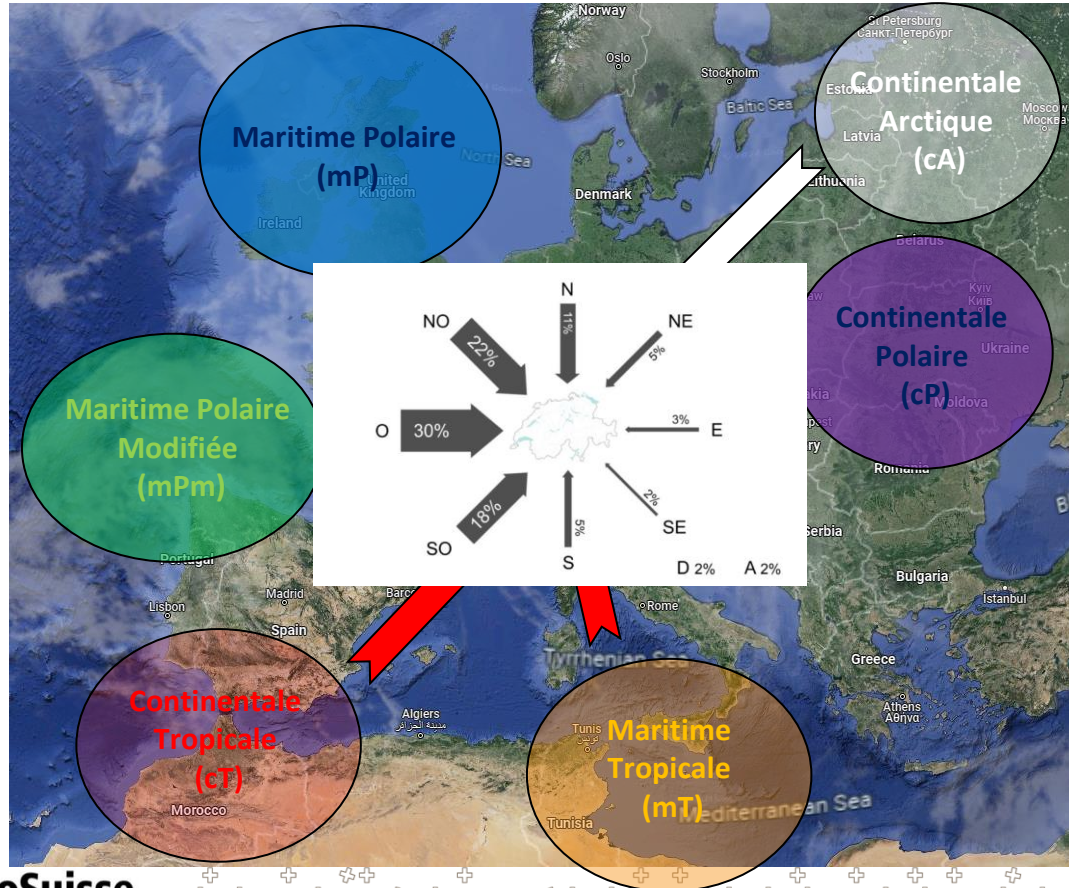 Norway
St Petersburg
Санкт-Петербург
Oslo
Stockholm
Estonia
Baltic Sea
Moscow
Москва
Latvia
Continentale
Arctique
(cA)
Maritime Polaire
(mP)
North Sea
United
Kingdom
Denmark
Lithuania
Ireland
Belarus
Kyiv
Київ
Continentale
Polaire
(cP)
Ukraine
Moldova
N
NO
NE
11%
22%
5%
O
30%
3%
E
18%
5%
2%
SO
S
SE
D 2%
A 2%
Maritime Polaire
Modifiée
(mPm)
Romania
Serbia
Portugal
Bulgaria
Madrid
Rome
Istanbul
Lisbon
Spain
Tyrrhenian Sea
Greece
Athens
Αθήνα
Continentale
Tropicale
(cT)
Algiers
مدينة الجزائر
Tunis
تونس
Maritime
Tropicale
(mT)
Morocco
Mediterranean Sea
Tunisia
eoSuisse